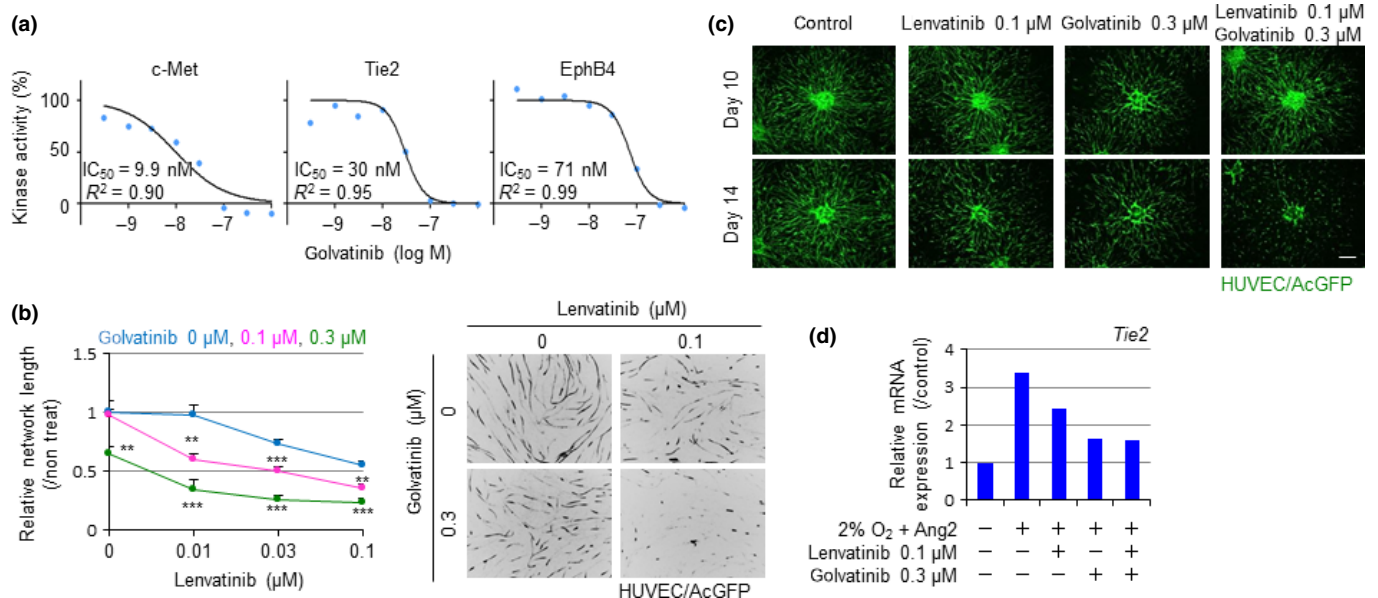 (a)
c-Met
Tie2
EphB4
Kinase activity (%)
100
50
0
IC50 = 9.9 nM
R2 = 0.90
IC50 = 30 nM
R2 = 0.95
IC50 = 71 nM
R2 = 0.99
–9 –8 –7
–9 –8 –7
–9 –8 –7
Golvatinib (log M)
(b)
Golvatinib 0 µM, 0.1 µM, 0.3 µM
Relative network length
(/non treat)
1.5
1
0.5
0
**
**
***
**
***
***
***
0 0.01 0.03 0.1
Lenvatinib (µM)
Lenvatinib (µM)
0 0.1
Golvatinib (µM)
0
0.3
HUVEC/AcGFP
(c)
Control
Lenvatinib 0.1 µM
Golvatinib 0.3 µM
Lenvatinib 0.1 µM
Golvatinib 0.3 µM
Day 10
Day 14
HUVEC/AcGFP
(d)
Tie2
Relative mRNA
expression (/control)
4
3
2
1
0
2% O2 + Ang2 – + + + +
Lenvatinib 0.1 µM – – + – +
Golvatinib 0.3 µM – – – + +